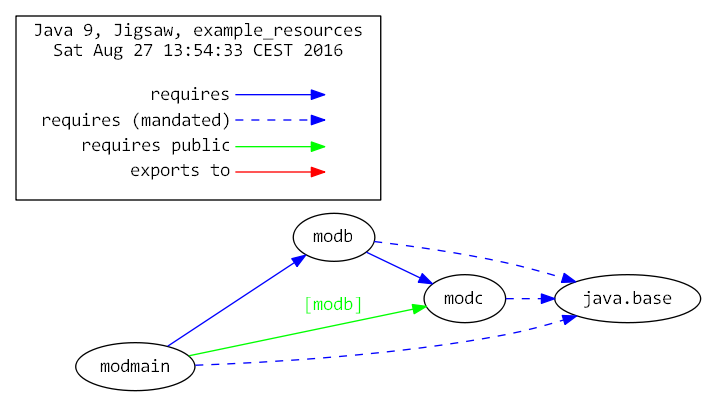 Java 9, Jigsaw, example_resources
Sat Aug 27 13:54:33 CEST 2016
requires
requires (mandated)
requires public
exports to
modb
[modb]
modc
java.base
modmain